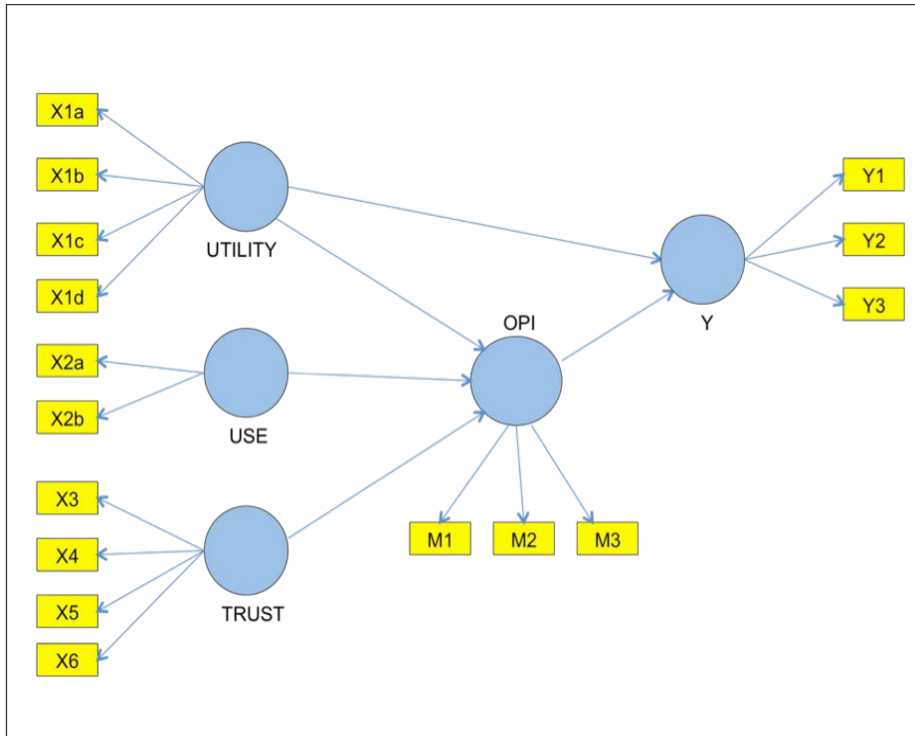 X1a
X1b
X1c
X1d
UTILITY
X2a
X2b
USE
X3
X4
X5
X6
TRUST
OPI
M1
M2
M3
Y
Y1
Y2
Y3